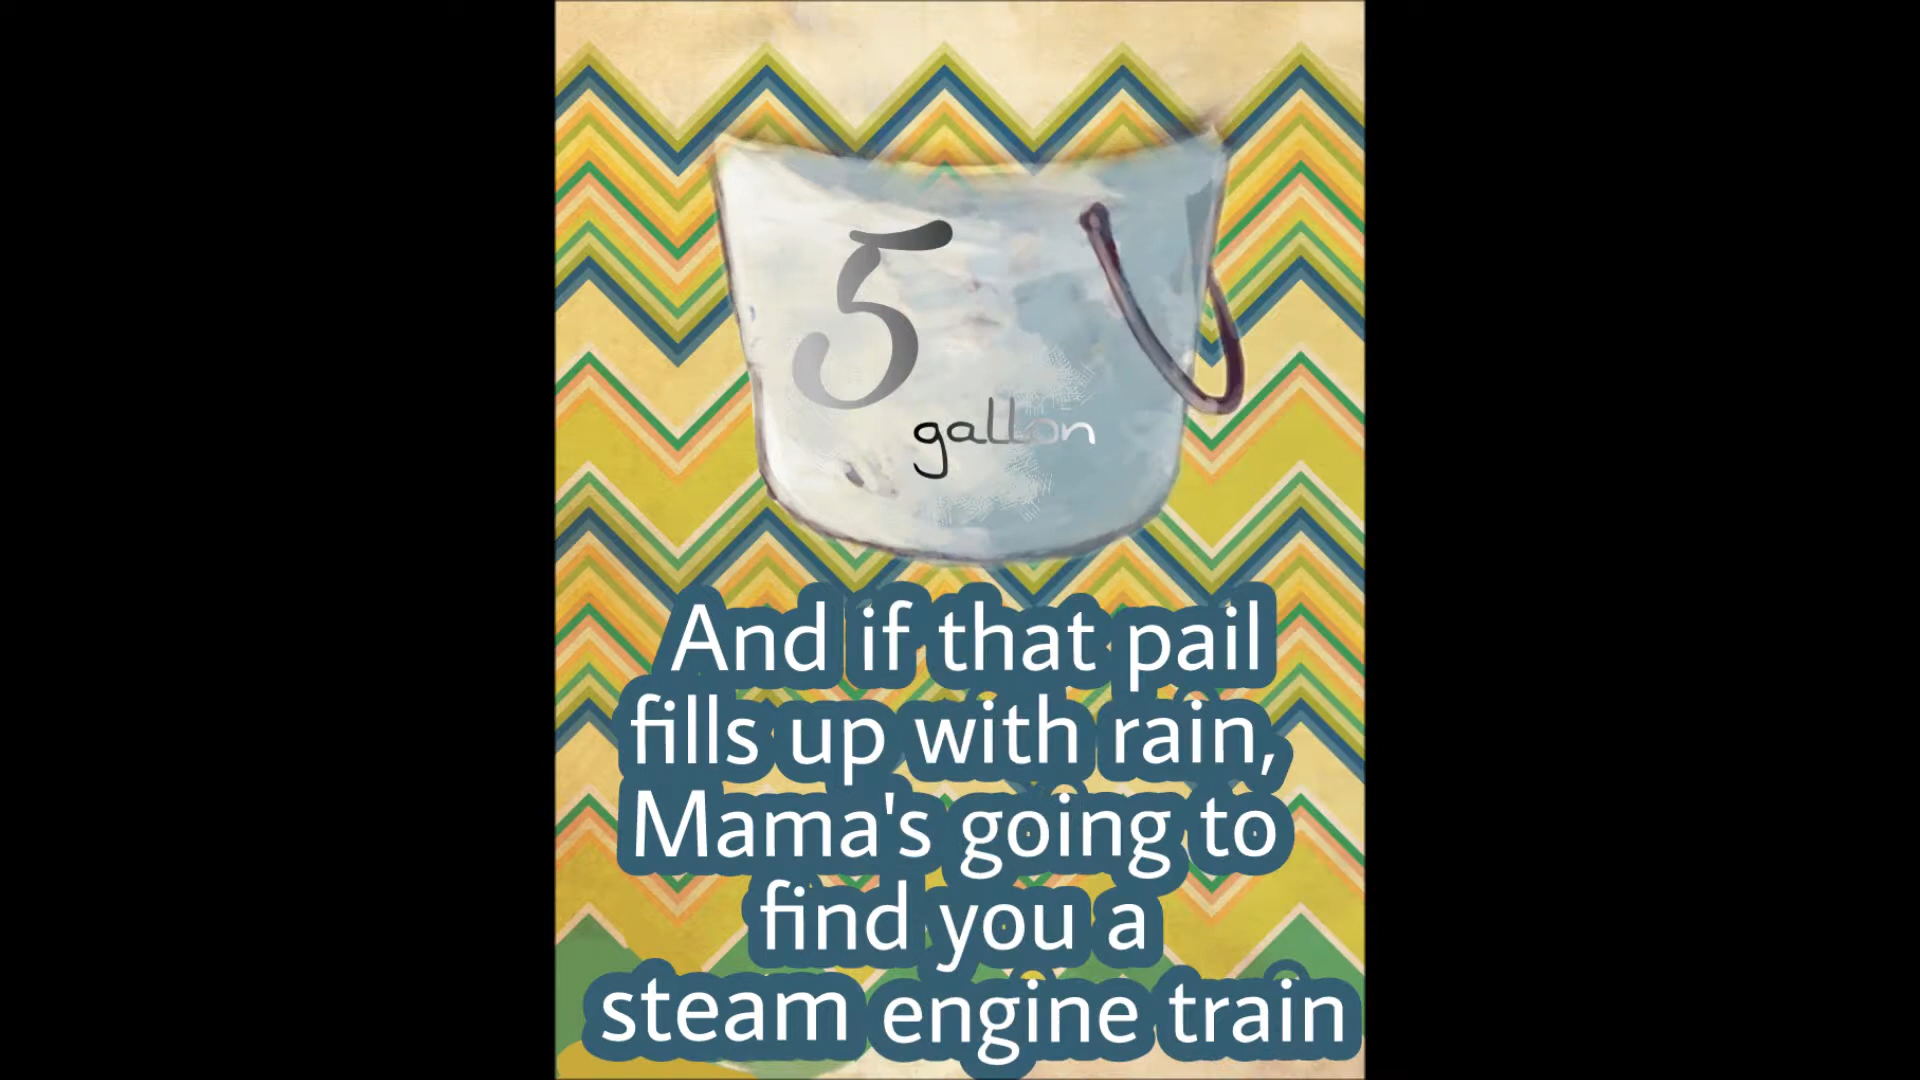 5
gallon
And if that pail
fills up with rain,
Mama's going to
find you a
steam engine train